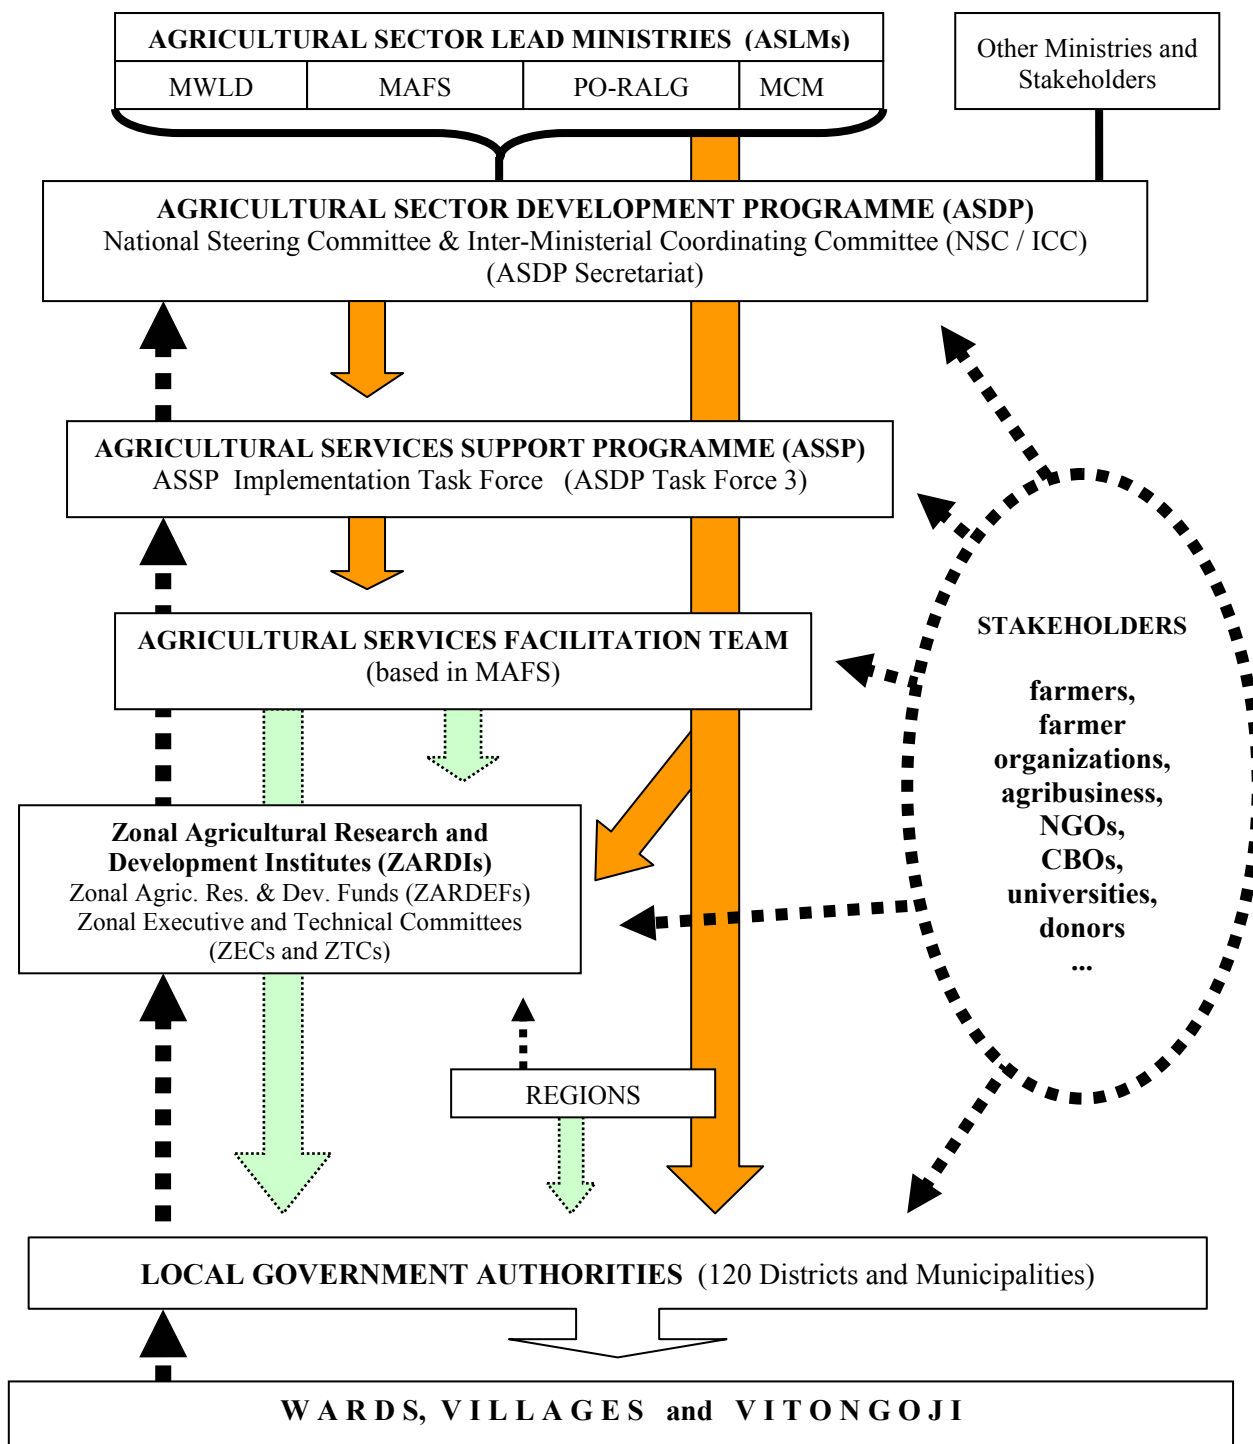 AGRICULTURAL SECTOR LEAD MINISTRIES (ASLMs)
MWLD MAFS PO-RALG MCM
Other Ministries and
Stakeholders
AGRICULTURAL SECTOR DEVELOPMENT PROGRAMME (ASDP)
National Steering Committee & Inter-Ministerial Coordinating Committee (NSC / ICC)
(ASDP Secretariat)
AGRICULTURAL SERVICES SUPPORT PROGRAMME (ASSP)
ASSP Implementation Task Force (ASDP Task Force 3)
AGRICULTURAL SERVICES FACILITATION TEAM
(based in MAFS)
STAKEHOLDERS
farmers,
farmer
organizations,
agribusiness,
NGOs,
CBOs,
universities,
donors
...
Zonal Agricultural Research and
Development Institutes (ZARDIs)
Zonal Agric. Res. & Dev. Funds (ZARDEFs)
Zonal Executive and Technical Committees
(ZECs and ZTCs)
REGIONS
LOCAL GOVERNMENT AUTHORITIES (120 Districts and Municipalities)
WARDS, VILLAGES and VITONGOJI